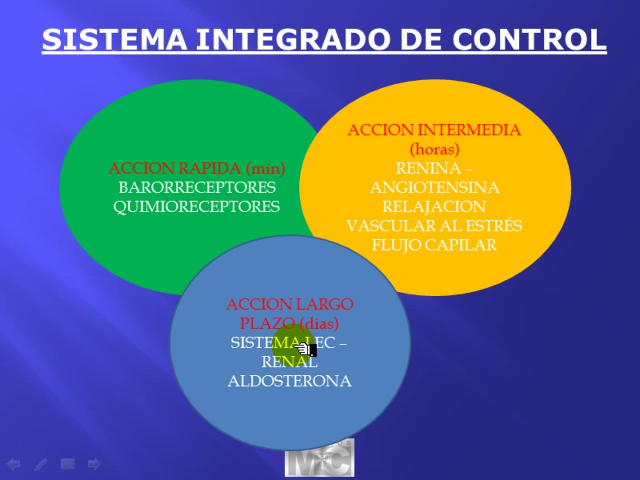 SISTEMA INTEGRADO DE CONTROL
ACCION RAPIDA (min)
BARORRECEPTORES
QUIMIORECEPTORES
ACCION INTERMEDIA
(horas)
RENINA –
ANGIOTENSINA
RELAJACION
VASCULAR AL ESTRÉS
FLUJO CAPILAR
ACCION LARGO
PLAZO (dias)
SISTEMA LEC –
RENAL
ALDOSTERONA